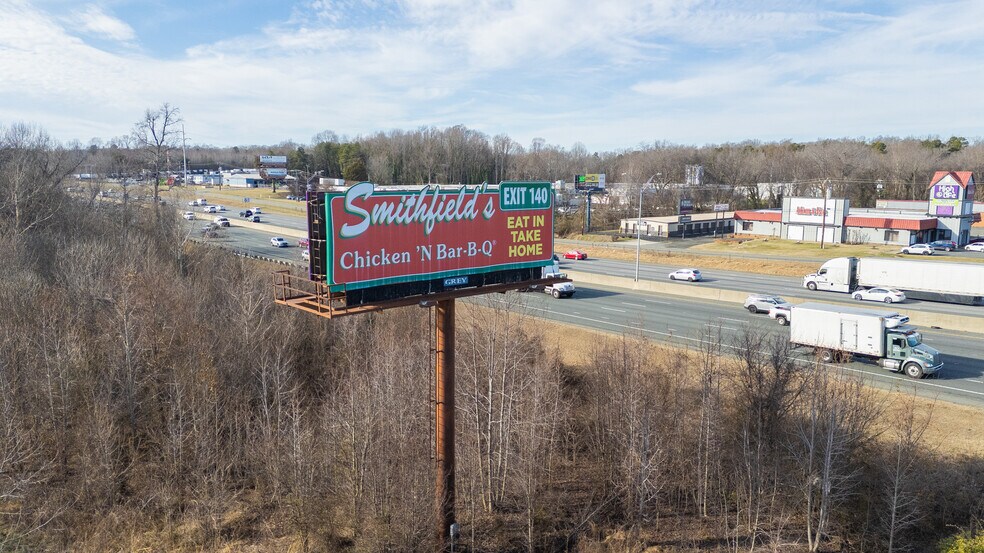 Smithfield's
Chicken 'N Bar-B-Q®
EXIT 140
EAT IN
TAKE
HOME
GREY